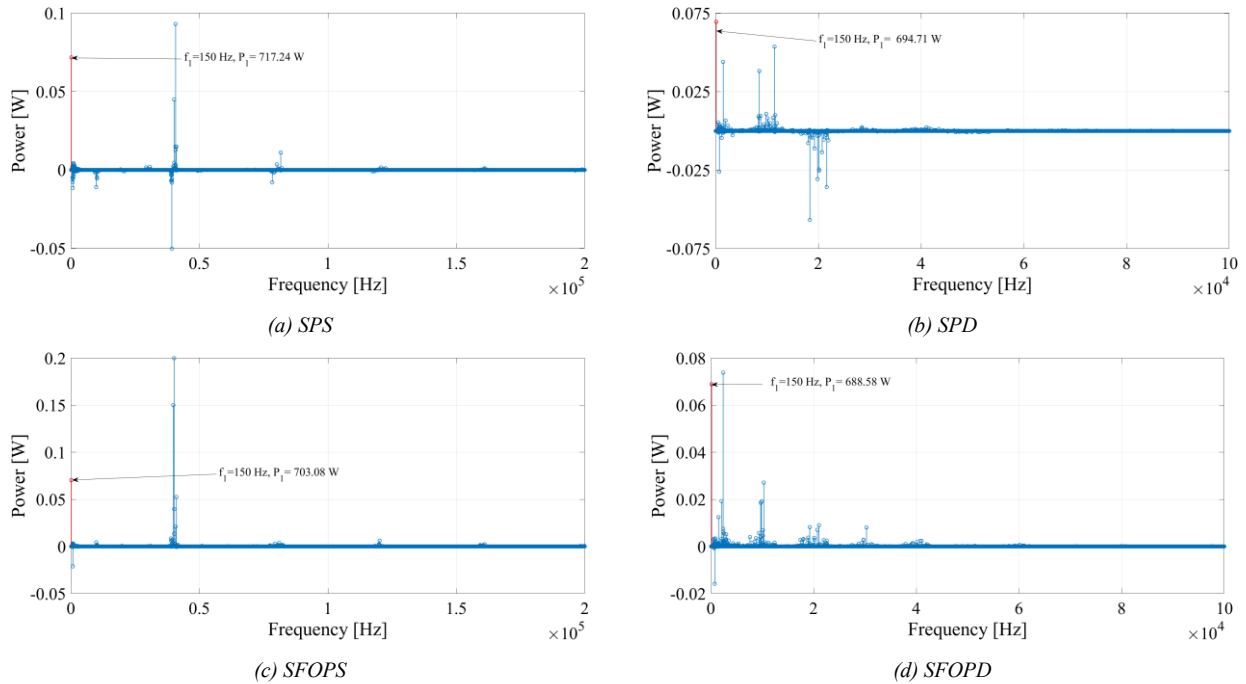 0.1
0.05
0
-0.05
Power [W]
f1=150 Hz, P1= 717.24 W
0 0.5 1 1.5 2
Frequency [Hz]
×10^5
(a) SPS
0.075
0.025
-0.025
-0.075
Power [W]
f1=150 Hz, P1= 694.71 W
0 2 4 6 8 10
Frequency [Hz]
×10^4
(b) SPD
0.2
0.15
0.1
0.05
0
-0.05
Power [W]
f1=150 Hz, P1= 703.08 W
0 0.5 1 1.5 2
Frequency [Hz]
×10^5
(c) SFOPS
0.08
0.06
0.04
0.02
0
-0.02
Power [W]
f1=150 Hz, P1= 688.58 W
0 2 4 6 8 10
Frequency [Hz]
×10^4
(d) SFOPD